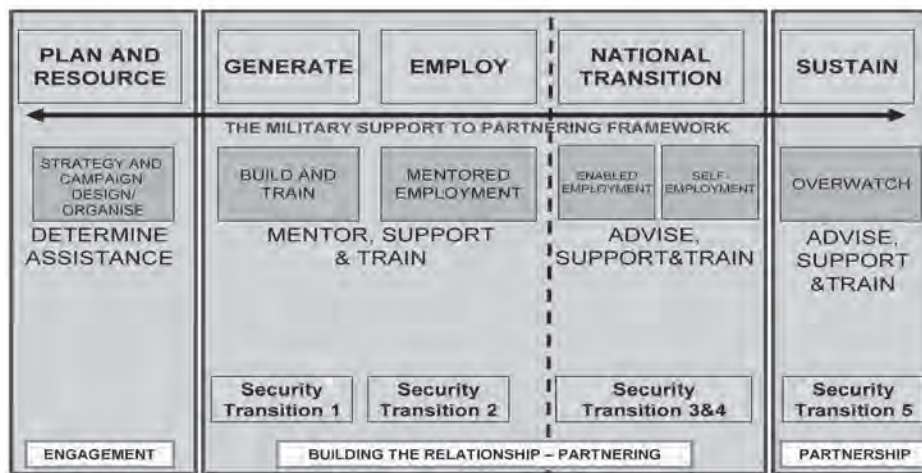 PLAN AND
RESOURCE
GENERATE
EMPLOY
NATIONAL
TRANSITION
SUSTAIN
THE MILITARY SUPPORT TO PARTNERING FRAMEWORK
STRATEGY AND
CAMPAIGN
DESIGN/
ORGANISE
BUILD AND
TRAIN
MENTORED
EMPLOYMENT
ENABLED
EMPLOYMENT
SELF-
EMPLOYMENT
OVERWATCH
DETERMINE
ASSISTANCE
MENTOR, SUPPORT
& TRAIN
ADVISE,
SUPPORT&TRAIN
ADVISE,
SUPPORT
&TRAIN
Security
Transition 1
Security
Transition 2
Security
Transition 3&4
Security
Transition 5
ENGAGEMENT
BUILDING THE RELATIONSHIP – PARTNERING
PARTNERSHIP